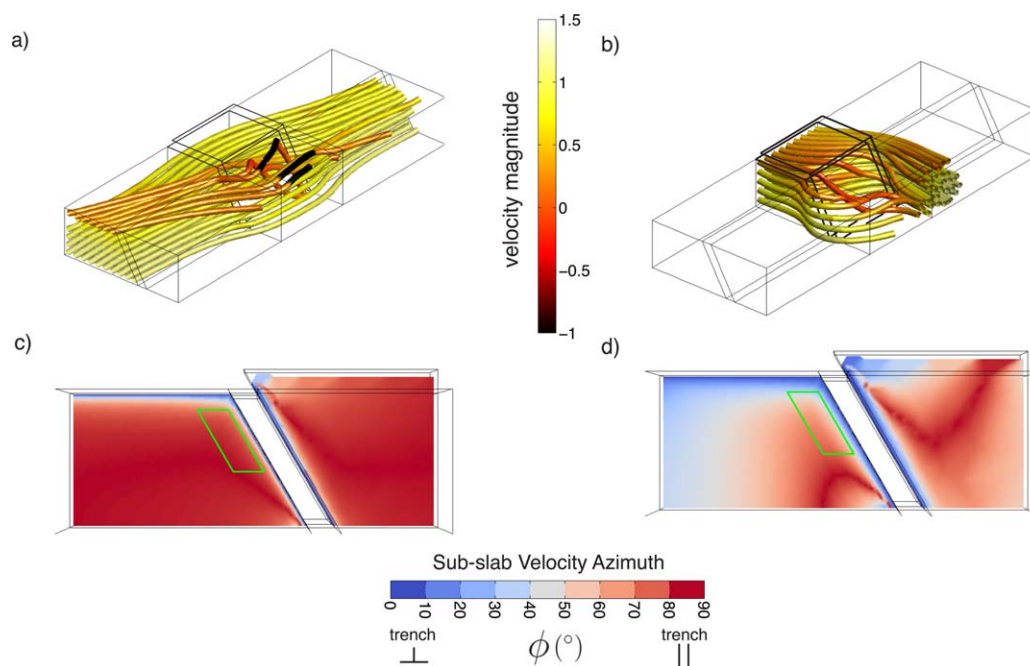 a)
b)
velocity magnitude
1.5
1
0.5
0
−0.5
−1
c)
d)
Sub-slab Velocity Azimuth
0 10 20 30 40 50 60 70 80 90
trench ⊥
ϕ (°)
trench ||